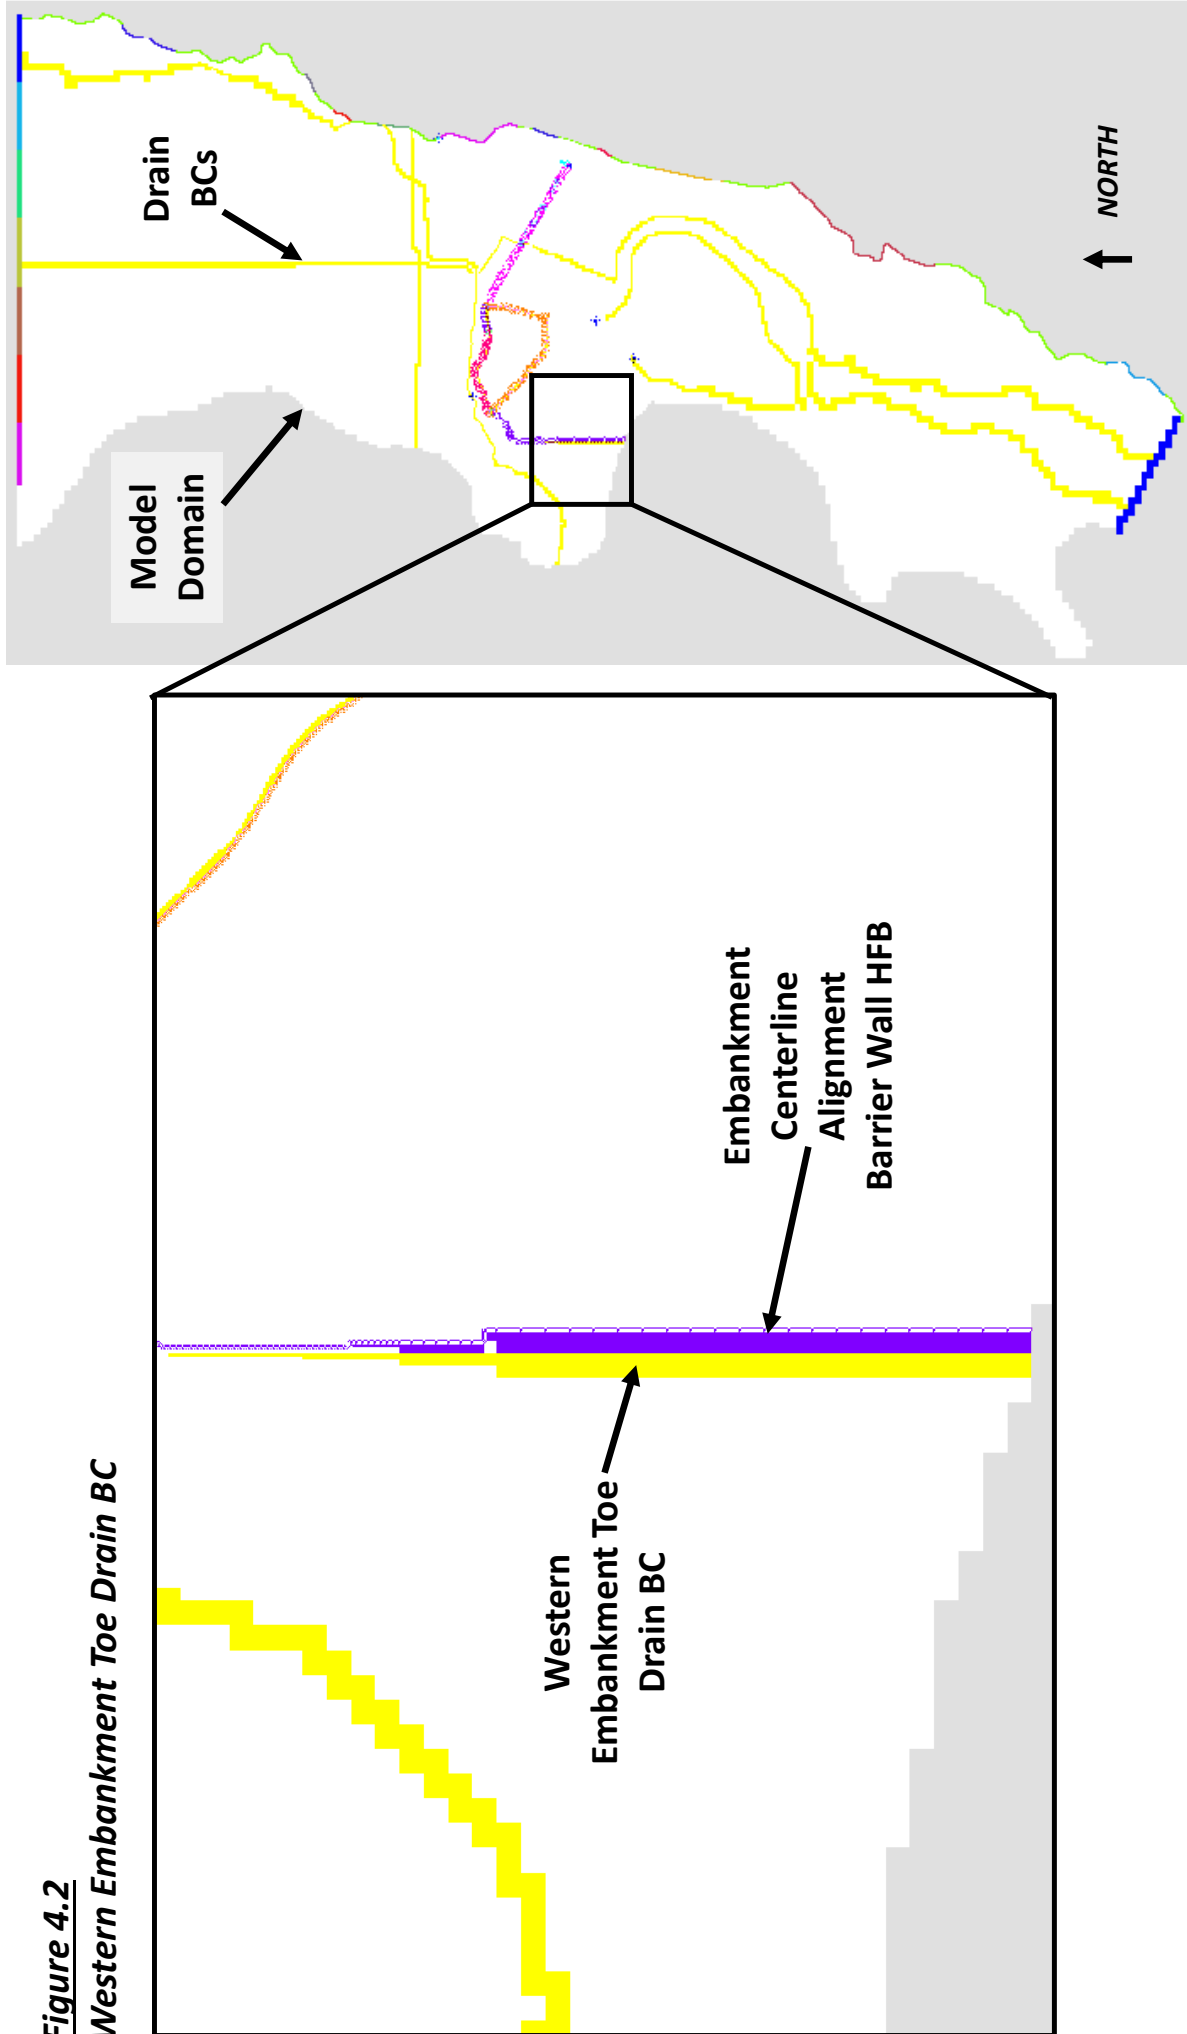 Figure 4.2
Western Embankment Toe Drain BC
Western
Embankment Toe
Drain BC
Embankment
Centerline
Alignment
Barrier Wall HFB
Model
Domain
Drain
BCs
NORTH